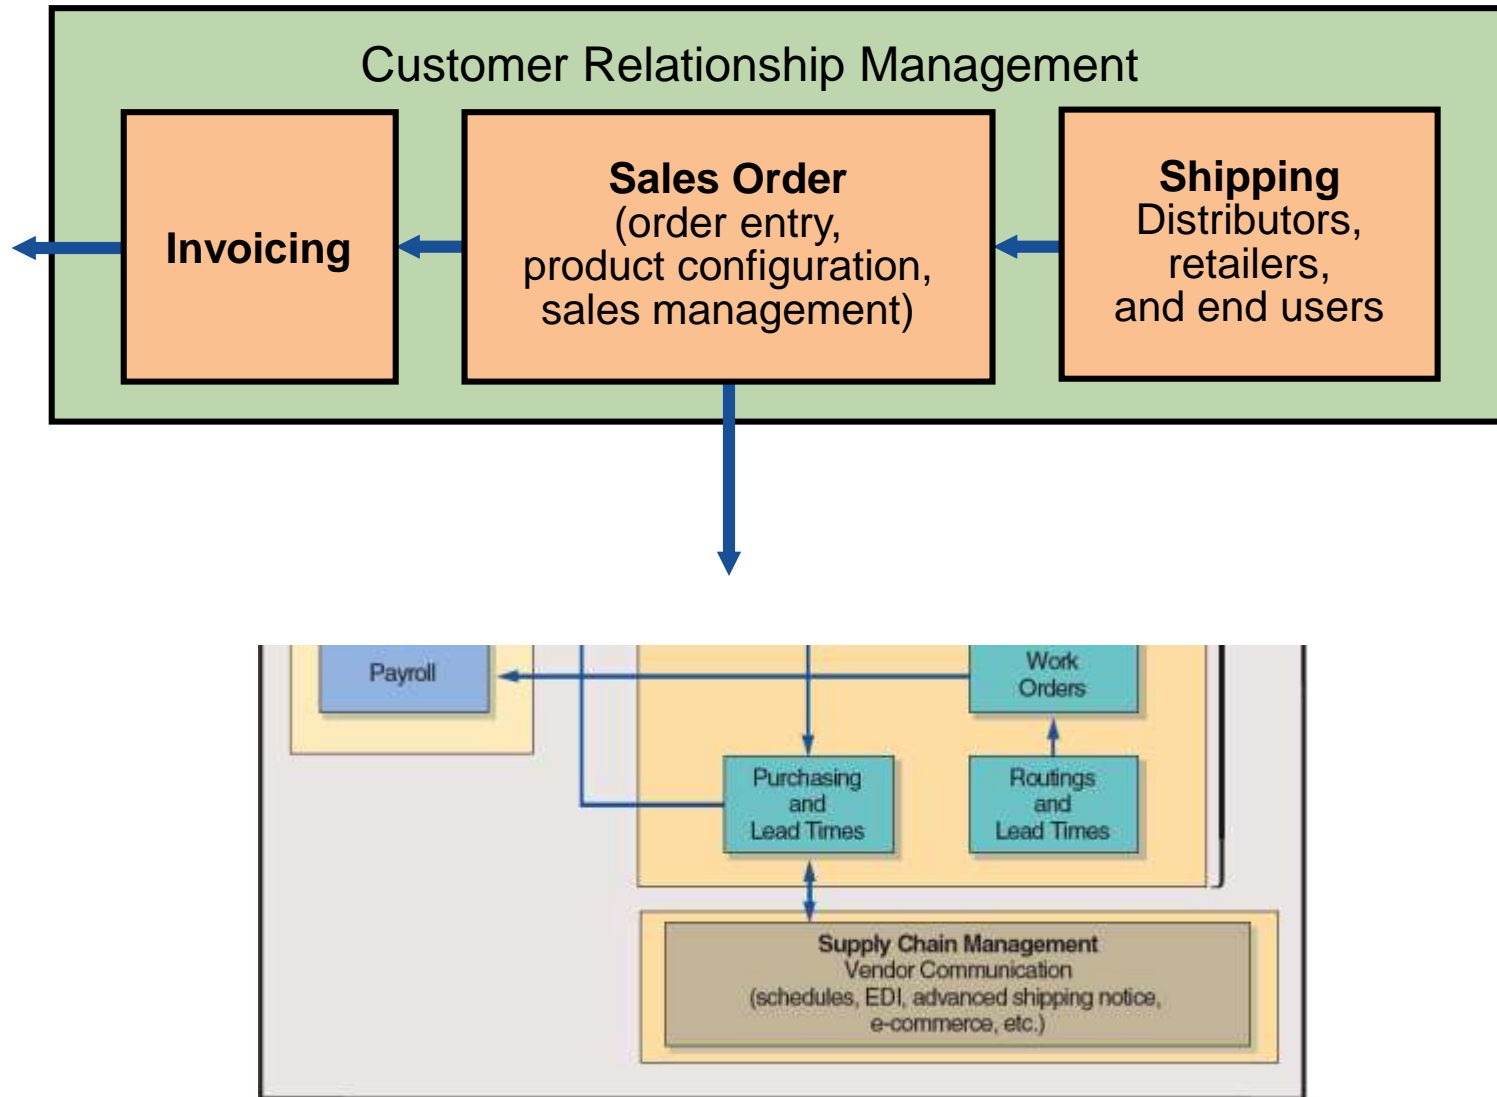 Customer Relationship Management
Invoicing
Sales Order
(order entry,
product configuration,
sales management)
Shipping
Distributors,
retailers,
and end users
Payroll
Work
Orders
Purchasing
and
Lead Times
Routings
and
Lead Times
Supply Chain Management
Vendor Communication
(schedules, EDI, advanced shipping notice,
e-commerce, etc.)